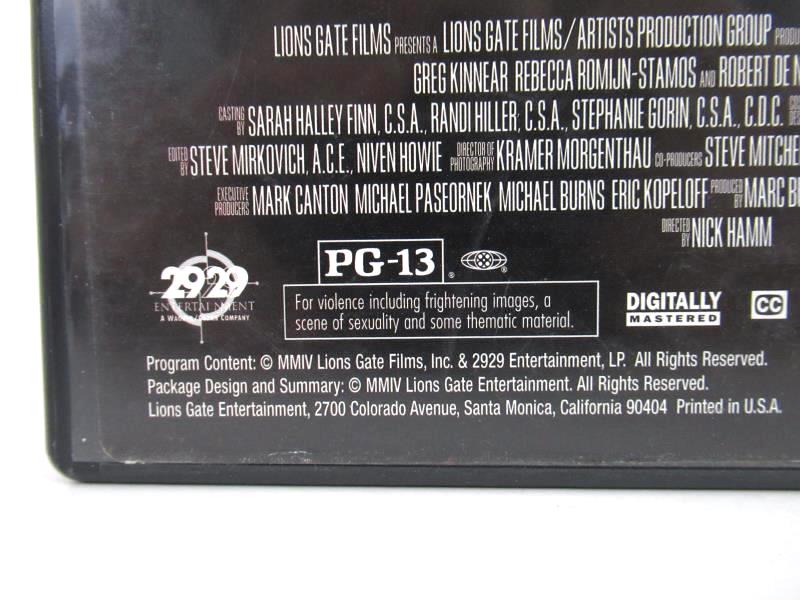 LIONS GATE FILMS PRESENTS A LIONS GATE FILMS/ARTISTS PRODUCTION GROUP
GREG KINNEAR REBECCA ROMIJN-STAMOS AND ROBERT DE N
CASTING BY SARAH HALLEY FINN, C.S.A., RANDI HILLER, C.S.A., STEPHANIE GORIN, C.S.A., C.D.C.
EDITED BY STEVE MIRKOVICH, A.C.E., NIVEN HOWIE DIRECTOR OF PHOTOGRAPHY KRAMER MORGENTHAU CO-PRODUCERS STEVE MITCHE
EXECUTIVE PRODUCERS MARK CANTON MICHAEL PASEORNEK MICHAEL BURNS ERIC KOPELOFF PRODUCED BY MARC B
DIRECTED BY NICK HAMM
PG-13 ® ®
2929
ENTERTAINMENT
For violence including frightening images, a
scene of sexuality and some thematic material.
DIGITALLY
MASTERED
CC
Program Content: © MMIV Lions Gate Films, Inc. & 2929 Entertainment, LP. All Rights Reserved.
Package Design and Summary: © MMIV Lions Gate Entertainment. All Rights Reserved.
Lions Gate Entertainment, 2700 Colorado Avenue, Santa Monica, California 90404 Printed in U.S.A.